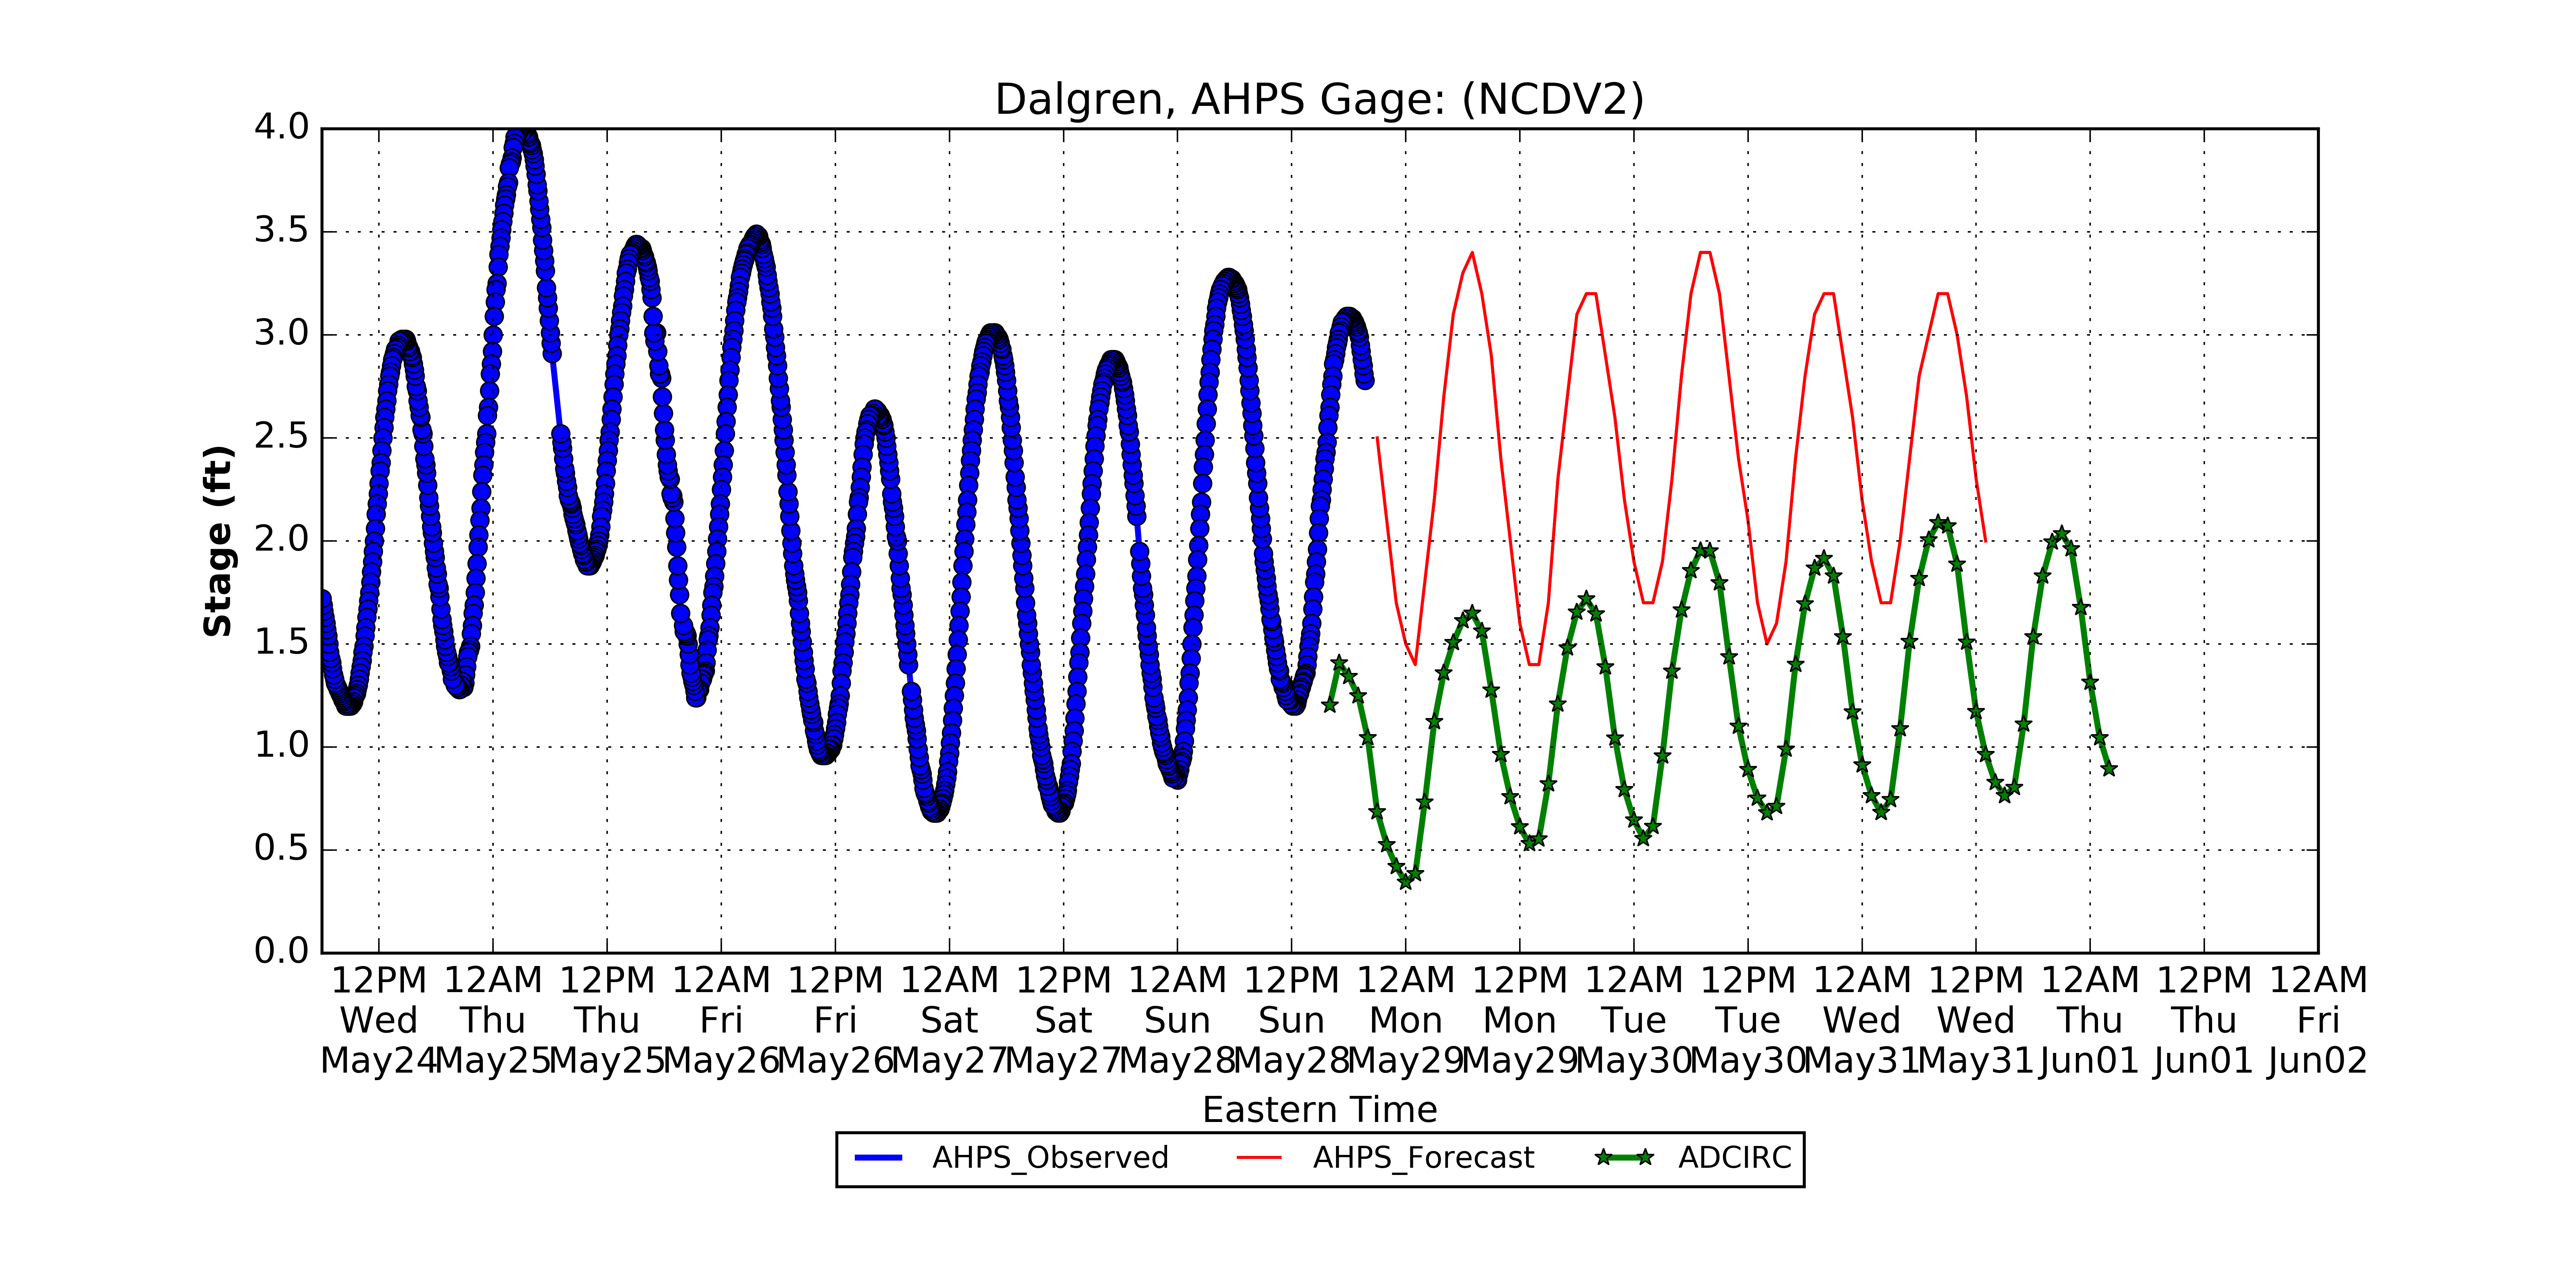 Dalgren, AHPS Gage: (NCDV2)
4.0
3.5
3.0
2.5
2.0
1.5
1.0
0.5
0.0
Stage (ft)
12PM 12AM 12PM 12AM 12PM 12AM 12PM 12AM 12PM 12AM 12PM 12AM 12PM 12AM 12PM 12AM 12PM 12AM
Wed Thu Thu Fri Fri Sat Sat Sun Sun Mon Mon Tue Tue Wed Wed Thu Thu Fri
May24 May25 May25 May26 May26 May27 May27 May28 May28 May29 May29 May30 May30 May31 May31 Jun01 Jun01 Jun02
Eastern Time
AHPS_Observed AHPS_Forecast ADCIRC